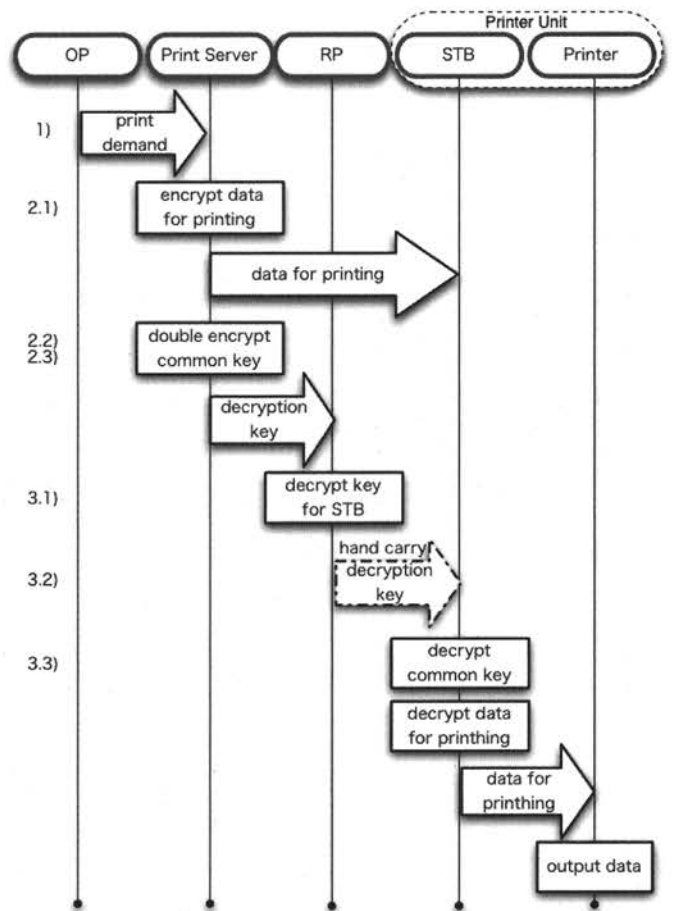 Printer Unit
OP
Print Server
RP
STB
Printer
1)
print
demand
2.1)
encrypt data
for printing
data for printing
2.2)
2.3)
double encrypt
common key
decryption
key
3.1)
decrypt key
for STB
3.2)
hand carry
decryption
key
3.3)
decrypt
common key
decrypt data
for printhing
data for
printhing
output data